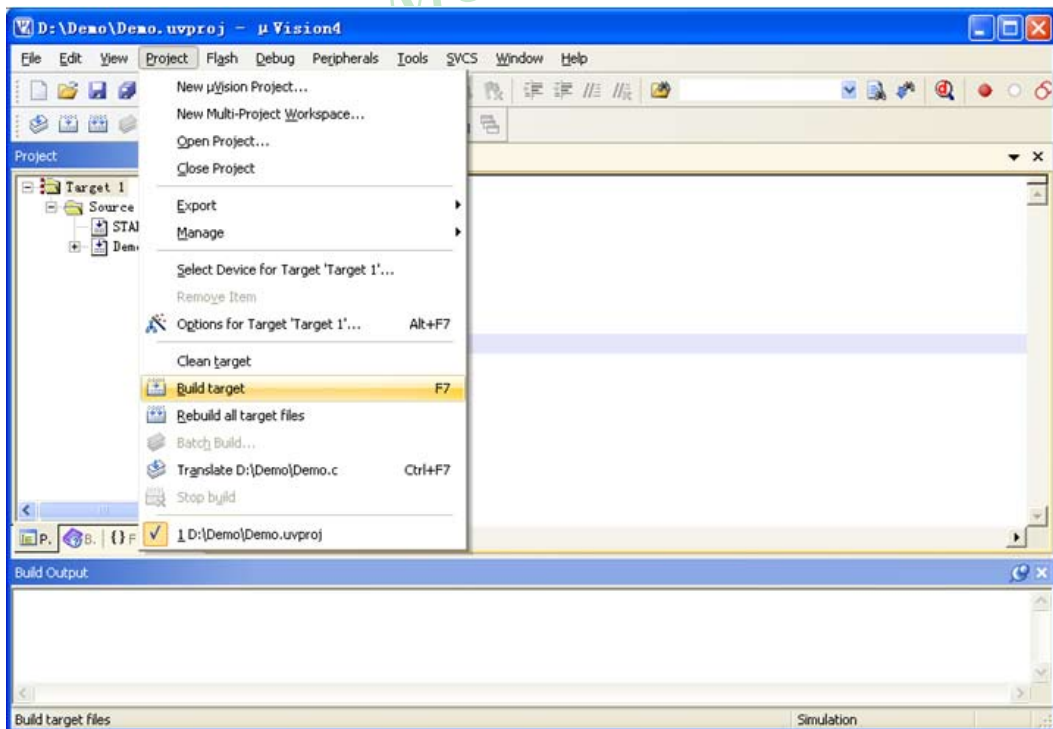 D:\Demo\Demo.uvproj - µVision4
File Edit View Project Flash Debug Peripherals Tools SVCS Window Help
New µVision Project...
New Multi-Project Workspace...
Open Project...
Close Project
Export
Manage
Select Device for Target 'Target 1'...
Remove Item
Options for Target 'Target 1'... Alt+F7
Clean target
Build target F7
Rebuild all target files
Batch Build...
Translate D:\Demo\Demo.c Ctrl+F7
Stop build
1 D:\Demo\Demo.uvproj
Project
Target 1
Source
STA
Dem
P. B. {} F
Build Output
Build target files Simulation